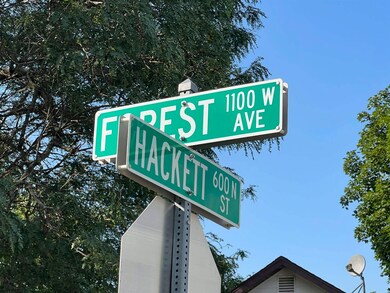 FOREST 1100 W AVE
HACKETT 600 N ST